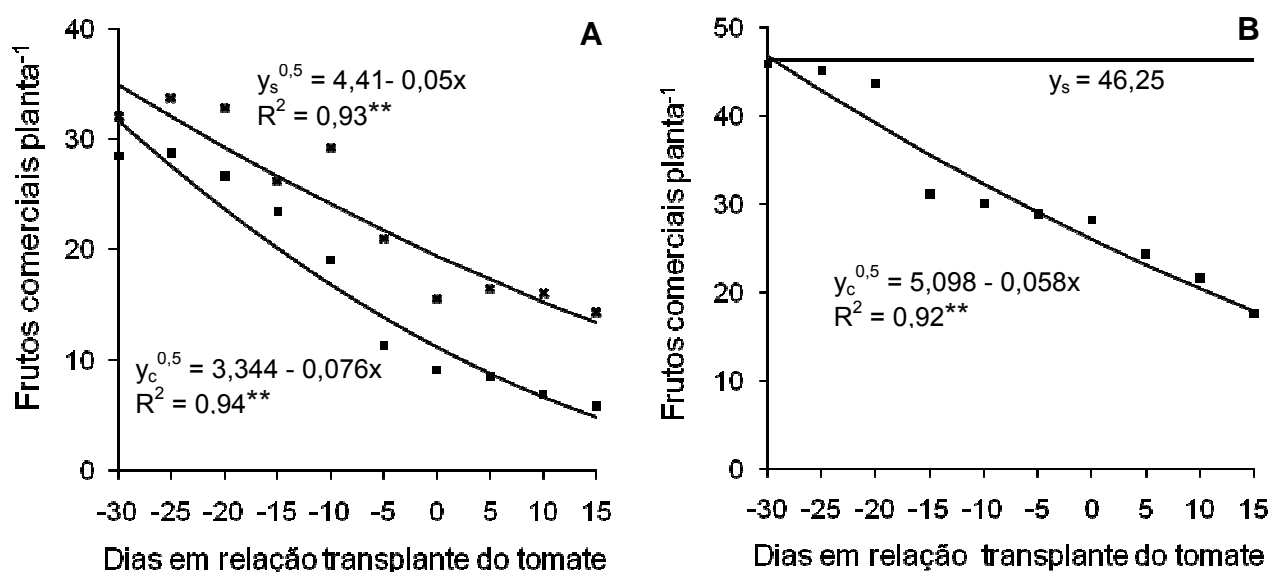 A
Frutos comerciais planta⁻¹
40
30
20
10
0
yₛ⁰,⁵ = 4,41- 0,05x
R² = 0,93**
y_c⁰,⁵ = 3,344 - 0,076x
R² = 0.94**
-30 -25 -20 -15 -10 -5 0 5 10 15
Dias em relação transplante do tomate
B
Frutos comerciais planta⁻¹
50
40
30
20
10
0
yₛ = 46,25
y_c⁰,⁵ = 5,098 - 0,058x
R² = 0,92**
-30 -25 -20 -15 -10 -5 0 5 10 15
Dias em relação transplante do tomate